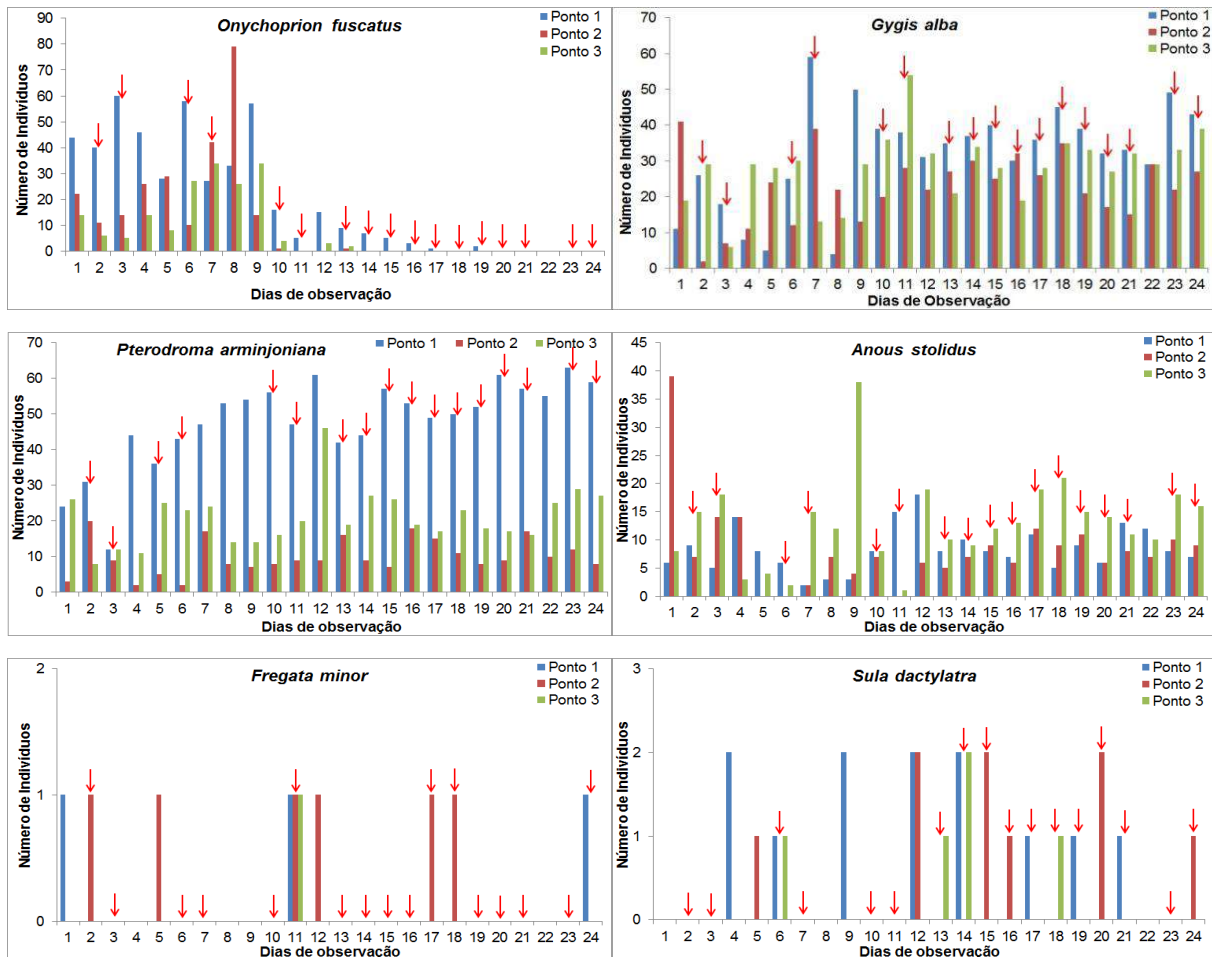 Onychoprion fuscatus
Ponto 1
Ponto 2
Ponto 3
Número de Indivíduos
90
80
70
60
50
40
30
20
10
0
1 2 3 4 5 6 7 8 9 10 11 12 13 14 15 16 17 18 19 20 21 22 23 24
Dias de observação
Gygis alba
Ponto 1
Ponto 2
Ponto 3
Número de Indivíduos
70
60
50
40
30
20
10
0
1 2 3 4 5 6 7 8 9 10 11 12 13 14 15 16 17 18 19 20 21 22 23 24
Dias de Observação
Pterodroma arminjoniana
Ponto 1 Ponto 2 Ponto 3
Número de Indivíduos
70
60
50
40
30
20
10
0
1 2 3 4 5 6 7 8 9 10 11 12 13 14 15 16 17 18 19 20 21 22 23 24
Dias de observação
Anous stolidus
Ponto 1
Ponto 2
Ponto 3
Número de Indivíduos
45
40
35
30
25
20
15
10
5
0
1 2 3 4 5 6 7 8 9 10 11 12 13 14 15 16 17 18 19 20 21 22 23 24
Dias de observação
Fregata minor
Ponto 1
Ponto 2
Ponto 3
Número de Indivíduos
2
1
0
1 2 3 4 5 6 7 8 9 10 11 12 13 14 15 16 17 18 19 20 21 22 23 24
Dias de observação
Sula dactylatra
Ponto 1
Ponto 2
Ponto 3
Número de Indivíduos
3
2
1
0
1 2 3 4 5 6 7 8 9 10 11 12 13 14 15 16 17 18 19 20 21 22 23 24
Dias de observação